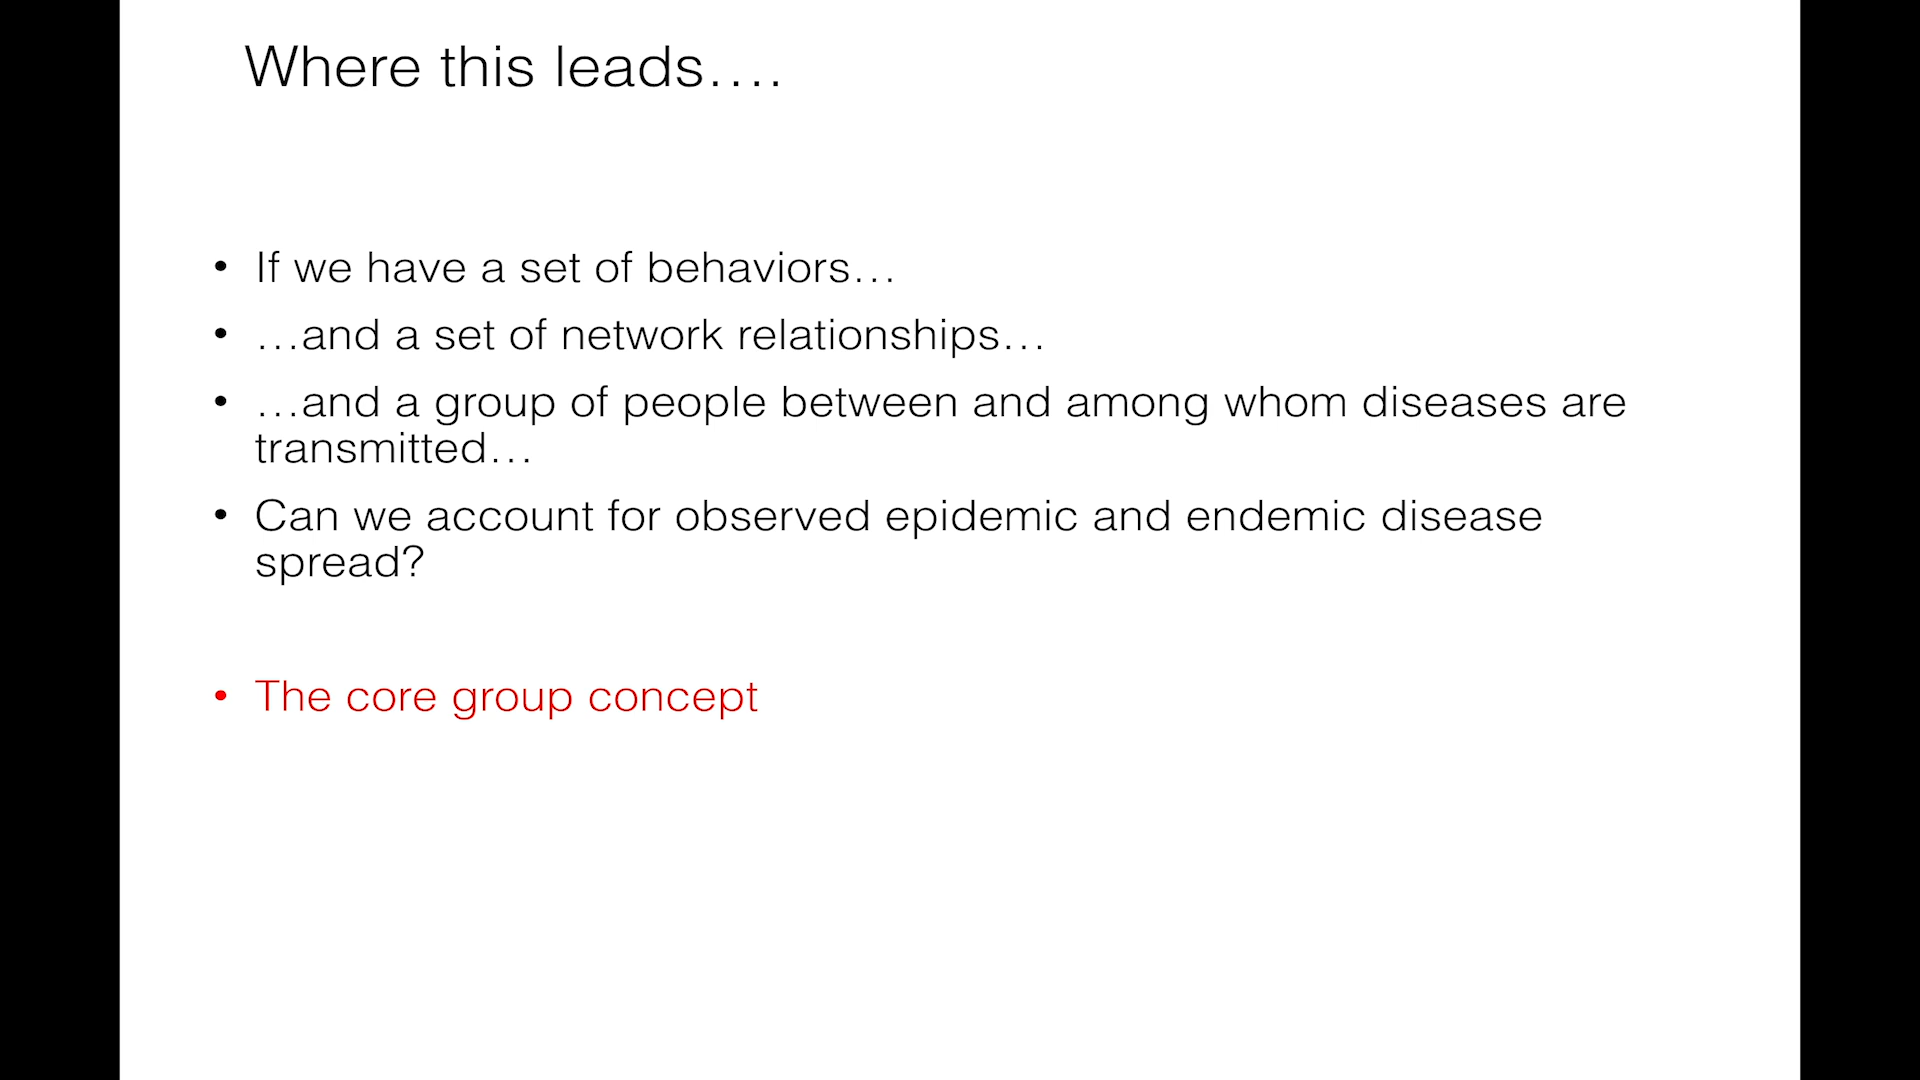 Where this leads….
• If we have a set of behaviors…
• …and a set of network relationships…
• …and a group of people between and among whom diseases are
transmitted…
• Can we account for observed epidemic and endemic disease
spread?
• The core group concept